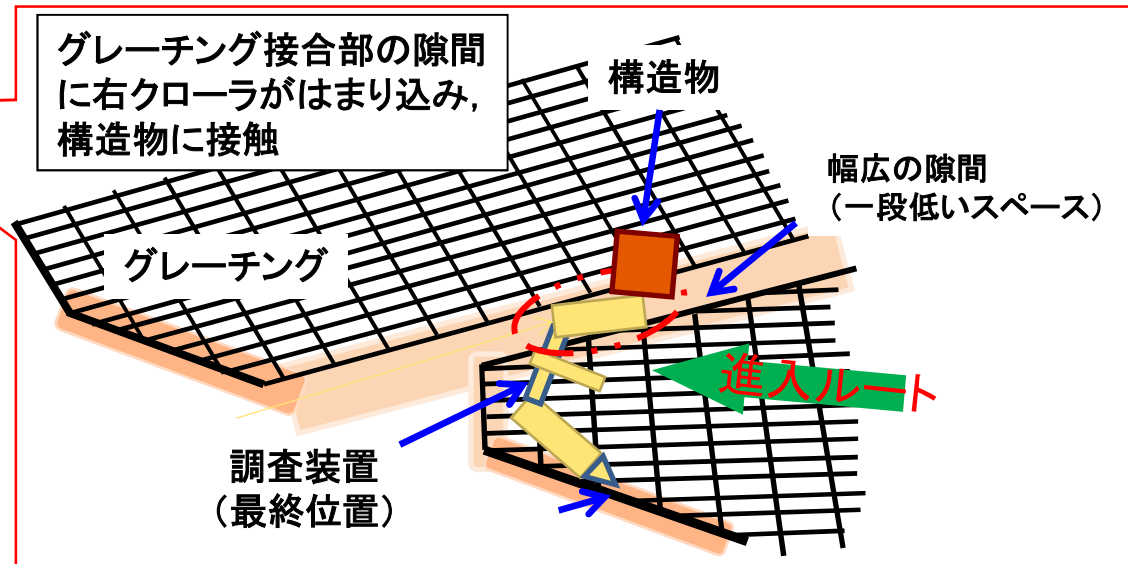 グレーチング接合部の隙間
に右クローラがはまり込み，
構造物に接触
構造物
幅広の隙間
（一段低いスペース）
グレーチング
進入ルート
調査装置
（最終位置）